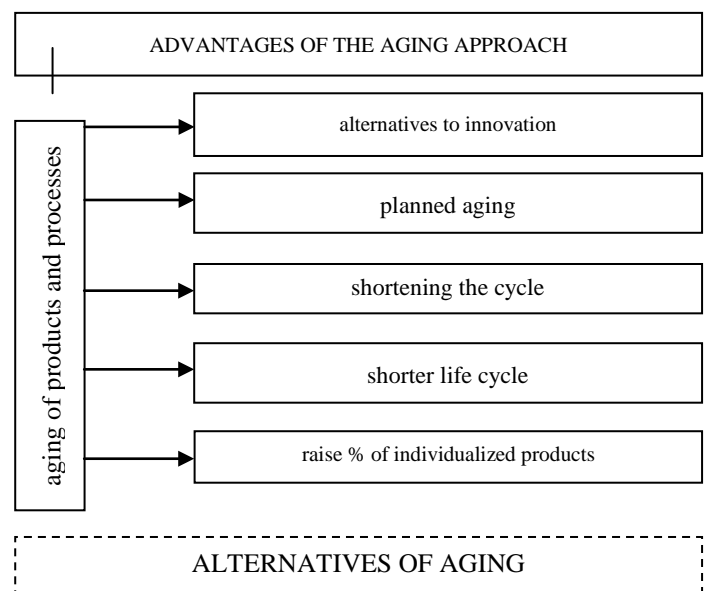 ADVANTAGES OF THE AGING APPROACH
aging of products and processes
alternatives to innovation
planned aging
shortening the cycle
shorter life cycle
raise % of individualized products
ALTERNATIVES OF AGING